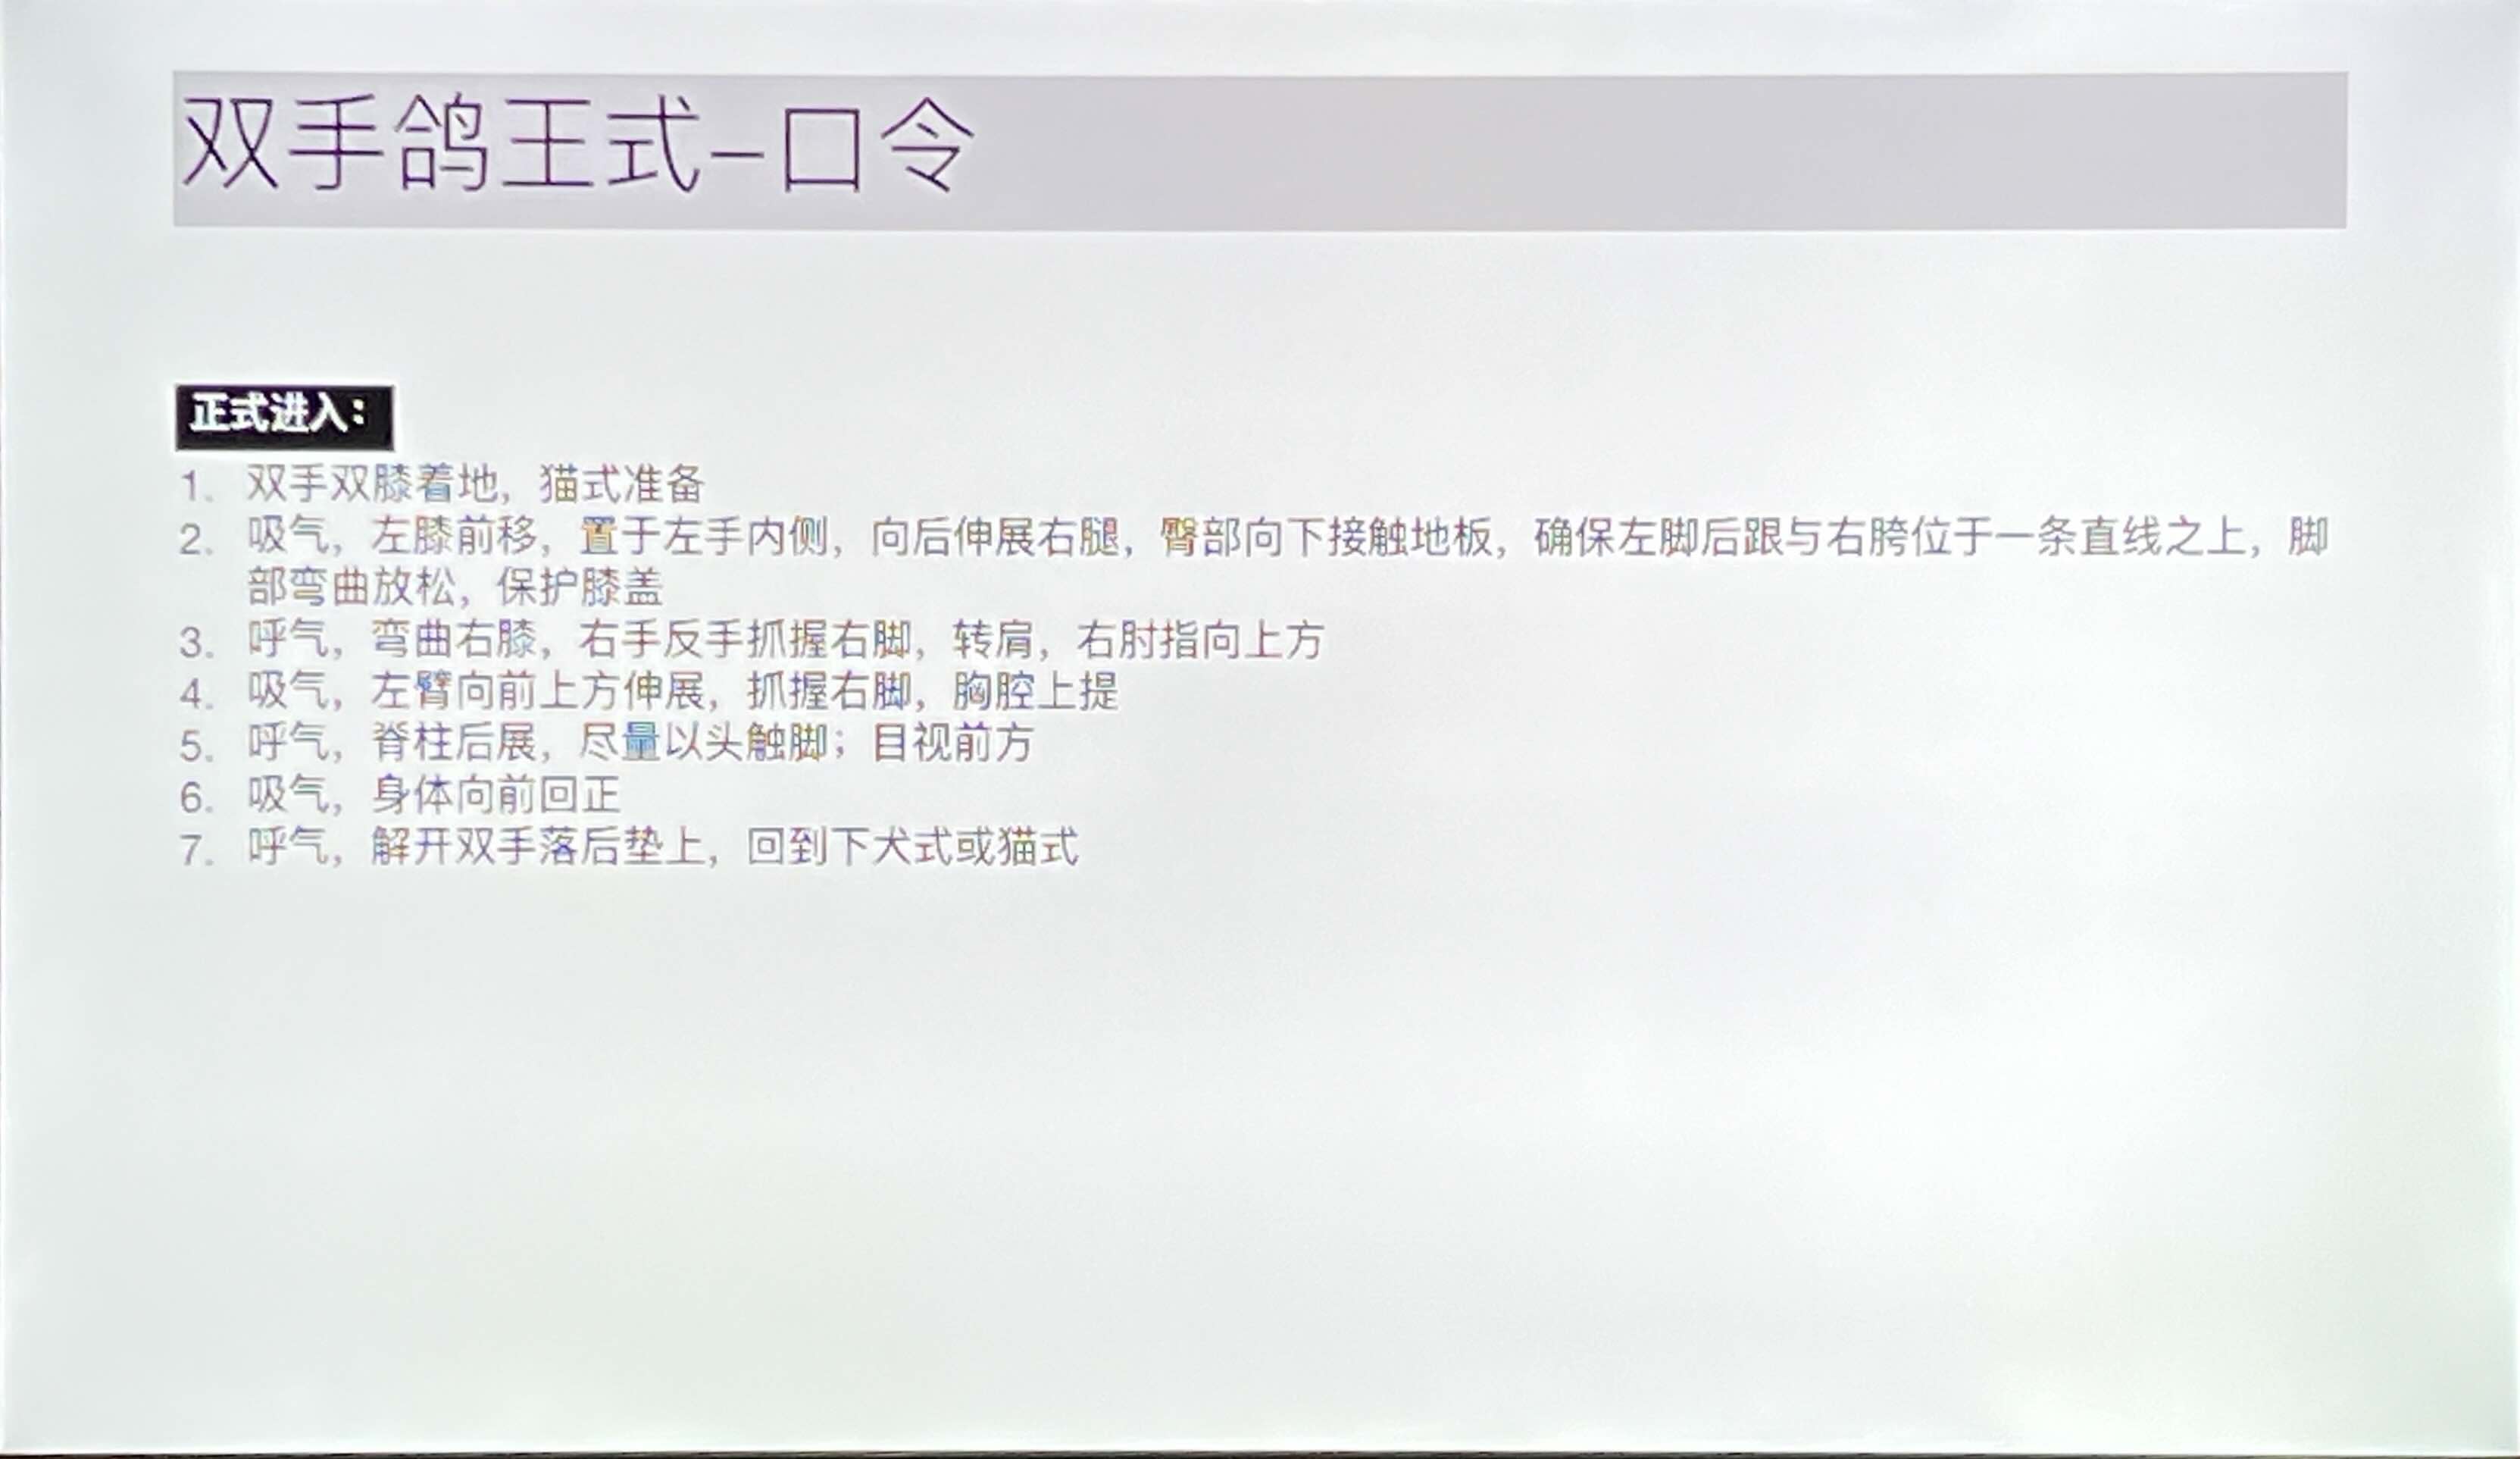 双手鸽王式–口令
正式进入：
1. 双手双膝着地，猫式准备
2. 吸气，左膝前移，置于左手内侧，向后伸展右腿，臀部向下接触地板，确保左脚后跟与右胯位于一条直线之上，脚
部弯曲放松，保护膝盖
3. 呼气，弯曲右膝，右手反手抓握右脚，转肩，右肘指向上方
4. 吸气，左臂向前上方伸展，抓握右脚，胸腔上提
5. 呼气，脊柱后展，尽量以头触脚；目视前方
6. 吸气，身体向前回正
7. 呼气，解开双手落后垫上，回到下犬式或猫式